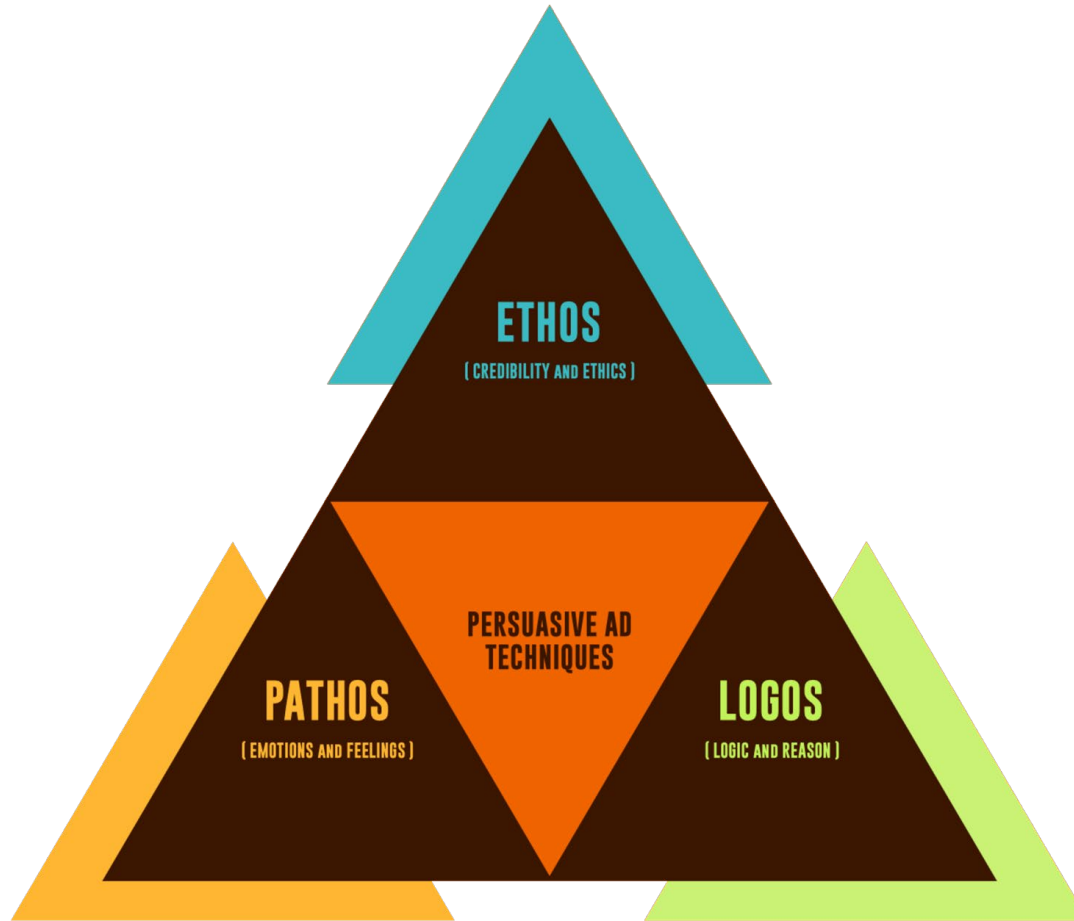 ETHOS
( CREDIBILITY AND ETHICS )
PERSUASIVE AD
TECHNIQUES
PATHOS
( EMOTIONS AND FEELINGS )
LOGOS
( LOGIC AND REASON )